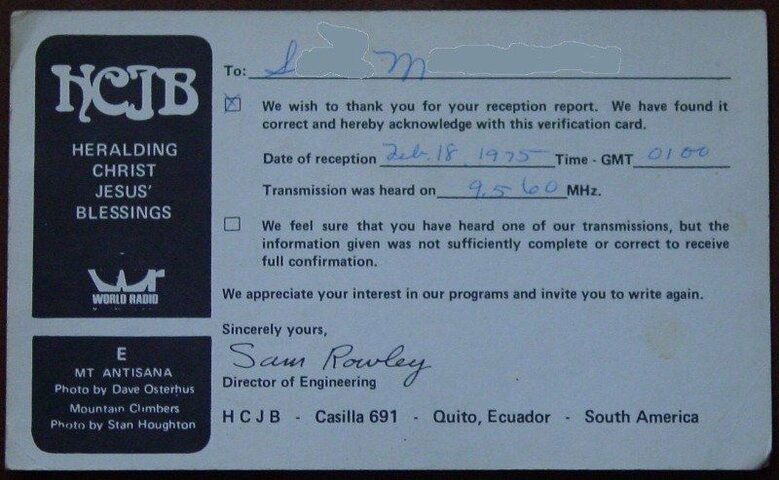 HCJB
HERALDING
CHRIST
JESUS'
BLESSINGS
WORLD RADIO
E
MT ANTISANA
Photo by Dave Osterhus
Mountain Climbers
Photo by Stan Houghton
To: S M
We wish to thank you for your reception report. We have found it
correct and hereby acknowledge with this verification card.
Date of reception Feb. 18, 1975 Time - GMT 0100
Transmission was heard on 9.560 MHz.
We feel sure that you have heard one of our transmissions, but the
information given was not sufficiently complete or correct to receive
full confirmation.
We appreciate your interest in our programs and invite you to write again.
Sincerely yours,
Sam Rowley
Director of Engineering
HCJB - Casilla 691 - Quito, Ecuador - South America